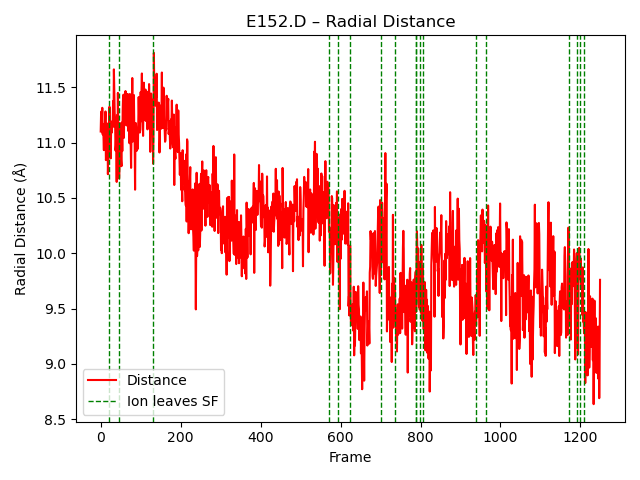 E152.D – Radial Distance
Radial Distance (Å)
11.5
11.0
10.5
10.0
9.5
9.0
8.5
Distance
Ion leaves SF
0 200 400 600 800 1000 1200
Frame